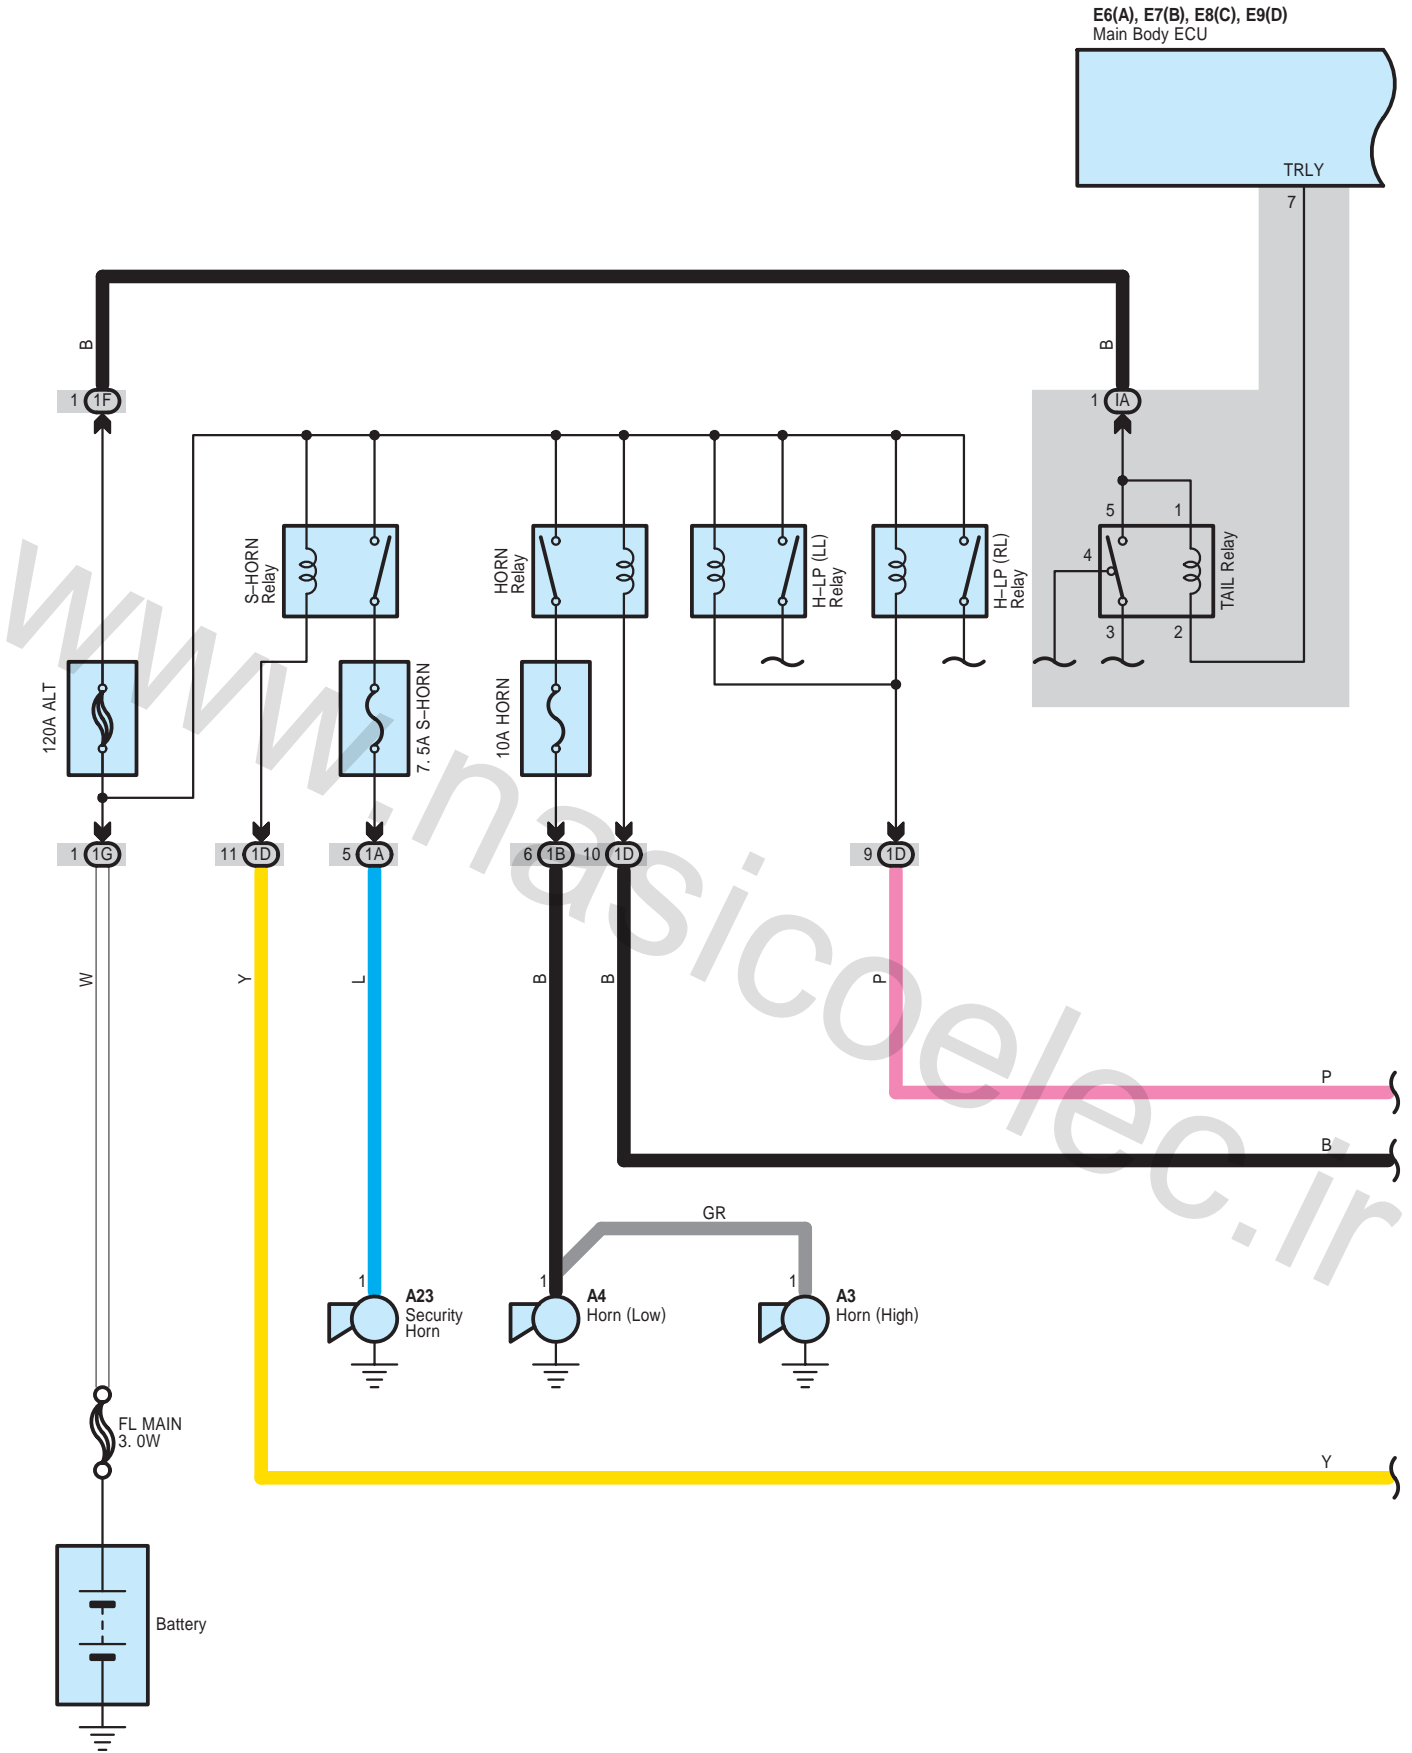 E6(A), E7(B), E8(C), E9(D)
Main Body ECU
TRLY
7
B
B
1 1F
1 IA
S–HORN
Relay
HORN
Relay
H–LP (LL)
Relay
H–LP (RL)
Relay
5
1
4
3
2
TAIL Relay
120A ALT
7. 5A S–HORN
10A HORN
1 1G
11 1D
5 1A
6 1B
10 1D
9 1D
W
Y
L
B
B
P
P
B
GR
1
A23
Security
Horn
1
A4
Horn (Low)
1
A3
Horn (High)
FL MAIN
3. 0W
Y
Battery
www.nasicoelec.ir